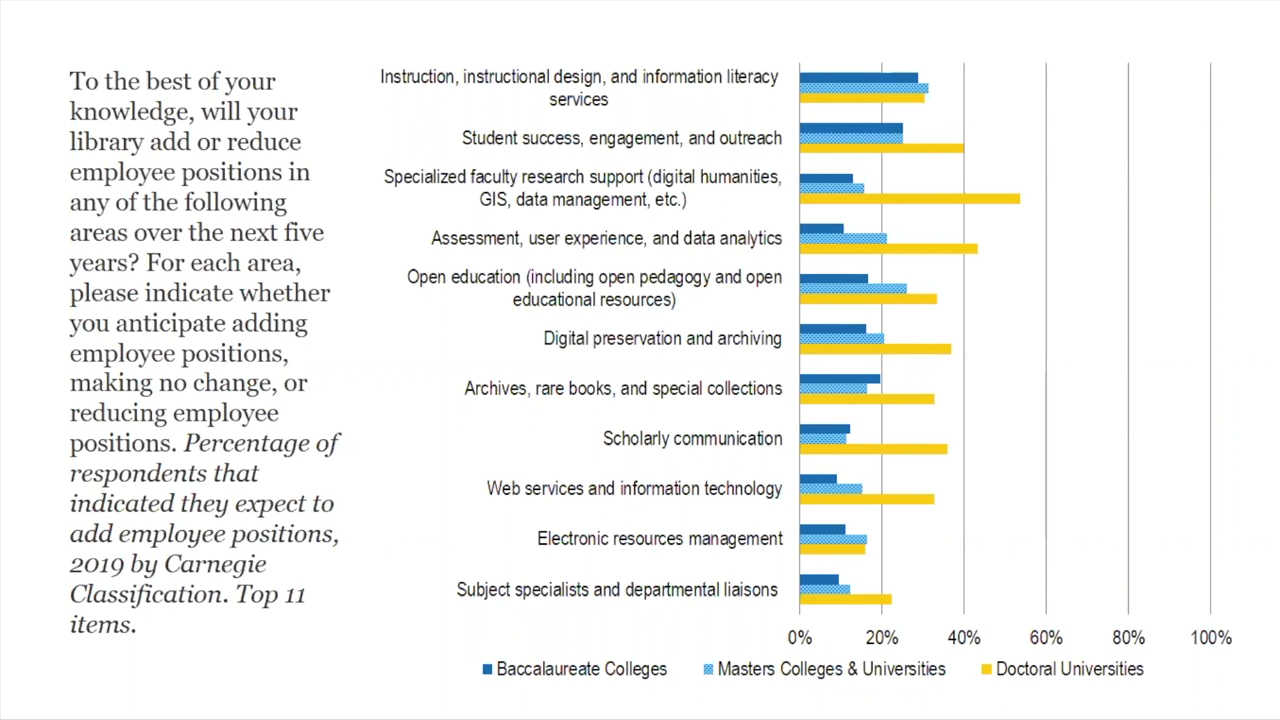 To the best of your
knowledge, will your
library add or reduce
employee positions in
any of the following
areas over the next five
years? For each area,
please indicate whether
you anticipate adding
employee positions,
making no change, or
reducing employee
positions. Percentage of
respondents that
indicated they expect to
add employee positions,
2019 by Carnegie
Classification. Top 11
items.
Instruction, instructional design, and information literacy
services
Student success, engagement, and outreach
Specialized faculty research support (digital humanities,
GIS, data management, etc.)
Assessment, user experience, and data analytics
Open education (including open pedagogy and open
educational resources)
Digital preservation and archiving
Archives, rare books, and special collections
Scholarly communication
Web services and information technology
Electronic resources management
Subject specialists and departmental liaisons
0% 20% 40% 60% 80% 100%
Baccalaureate Colleges Masters Colleges & Universities Doctoral Universities